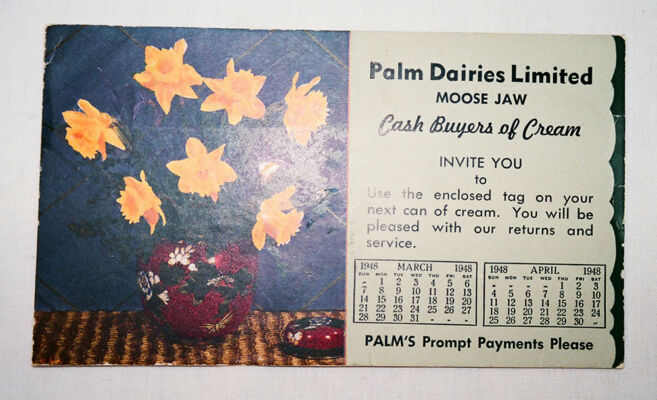 Palm Dairies Limited
MOOSE JAW
Cash Buyers of Cream
INVITE YOU
to
Use the enclosed tag on your
next can of cream. You will be
pleased with our returns and
service.
1948 MARCH 1948
SUN MON TUE WED THU FRI SAT
- 1 2 3 4 5 6
7 8 9 10 11 12 13
14 15 16 17 18 19 20
21 22 23 24 25 26 27
28 29 30 31 - - -
1948 APRIL 1948
SUN MON TUE WED THU FRI SAT
- - - - 1 2 3
4 5 6 7 8 9 10
11 12 13 14 15 16 17
18 19 20 21 22 23 24
25 26 27 28 29 30 -
PALM'S Prompt Payments Please